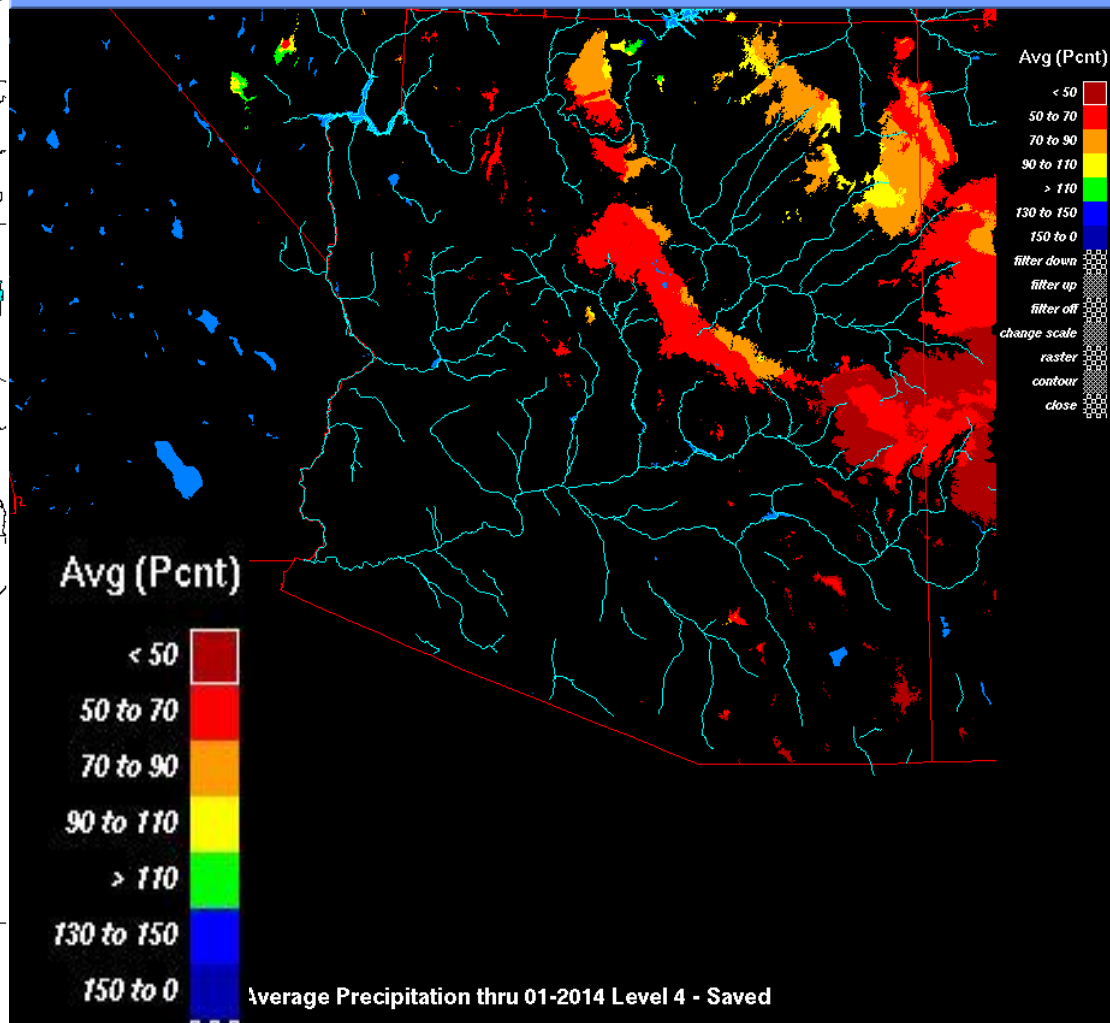 Avg (Pcnt)
< 50
50 to 70
70 to 90
90 to 110
> 110
130 to 150
150 to 0
filter down
filter up
filter off
change scale
raster
contour
close
Avg (Pcnt)
< 50
50 to 70
70 to 90
90 to 110
> 110
130 to 150
150 to 0
Average Precipitation thru 01-2014 Level 4 - Saved